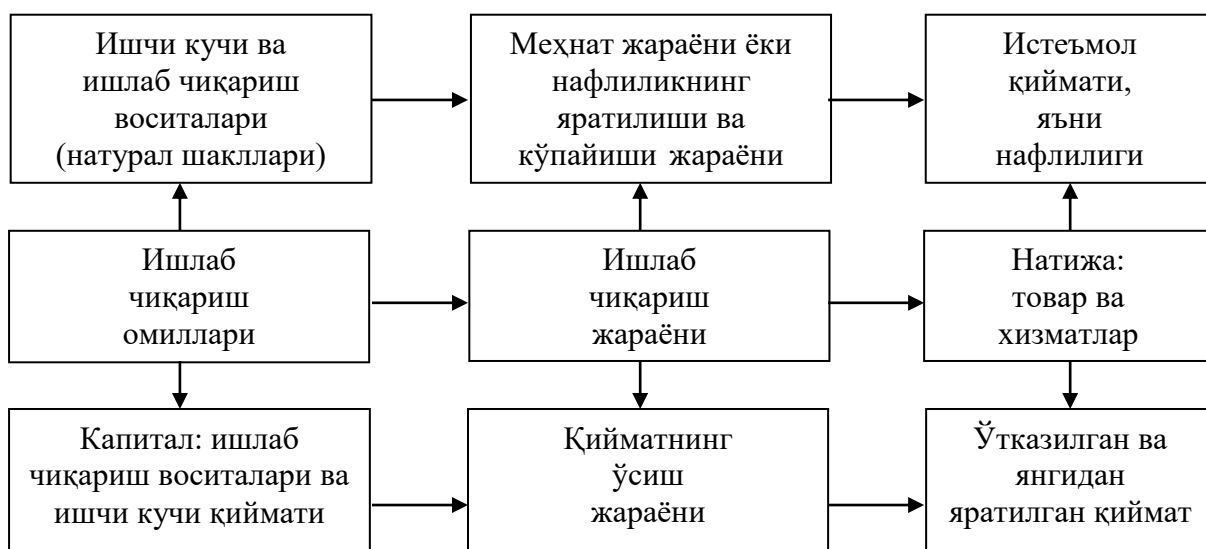 Ишчи кучи ва
ишлаб чиқариш
воситалари
(натурал шакллари)
Меҳнат жараёни ёки
нафлиликнинг
яратилиши ва
кўпайиши жараёни
Истеъмол
қиймати,
яъни
нафлилиги
Ишлаб
чиқариш
омиллари
Ишлаб
чиқариш
жараёни
Натижа:
товар ва
хизматлар
Капитал: ишлаб
чиқариш воситалари ва
ишчи кучи қиймати
Қийматнинг
ўсиш
жараёни
Ўтказилган ва
янгидан
яратилган қиймат